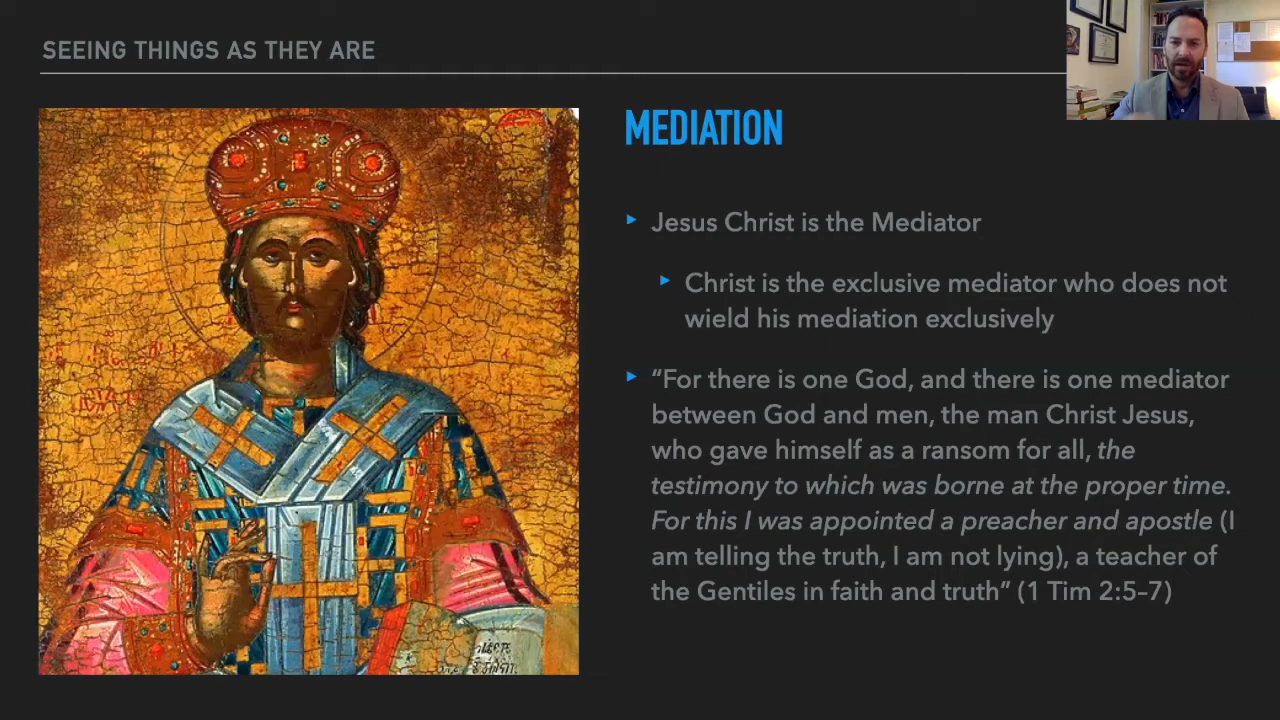 SEEING THINGS AS THEY ARE
MEDIATION
Jesus Christ is the Mediator
Christ is the exclusive mediator who does not
wield his mediation exclusively
“For there is one God, and there is one mediator
between God and men, the man Christ Jesus,
who gave himself as a ransom for all, the
testimony to which was borne at the proper time.
For this I was appointed a preacher and apostle (I
am telling the truth, I am not lying), a teacher of
the Gentiles in faith and truth” (1 Tim 2:5–7)